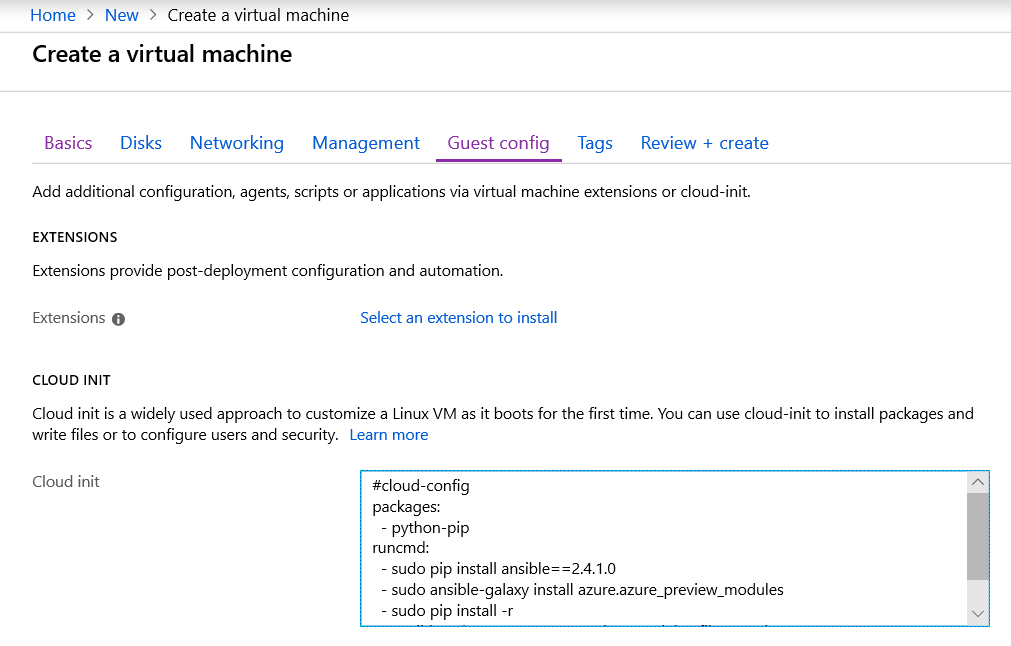 Home > New > Create a virtual machine
Create a virtual machine
Basics Disks Networking Management Guest config Tags Review + create
Add additional configuration, agents, scripts or applications via virtual machine extensions or cloud-init.
EXTENSIONS
Extensions provide post-deployment configuration and automation.
Extensions Select an extension to install
CLOUD INIT
Cloud init is a widely used approach to customize a Linux VM as it boots for the first time. You can use cloud-init to install packages and
write files or to configure users and security. Learn more
Cloud init
#cloud-config
packages:
- python-pip
runcmd:
- sudo pip install ansible==2.4.1.0
- sudo ansible-galaxy install azure.azure_preview_modules
- sudo pip install -r